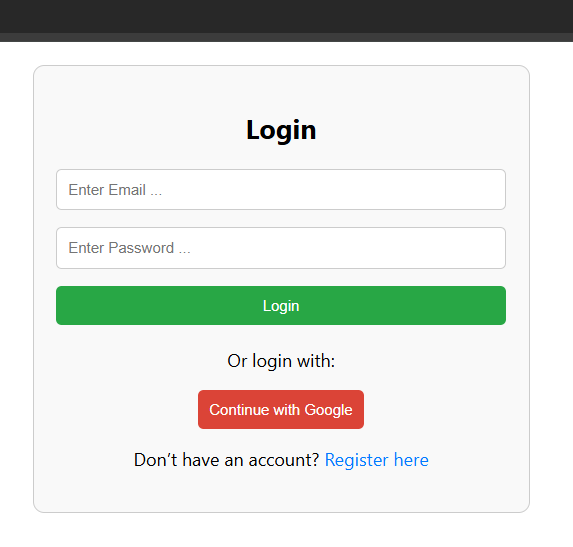 Login
Enter Email ...
Enter Password ...
Login
Or login with:
Continue with Google
Don't have an account? Register here